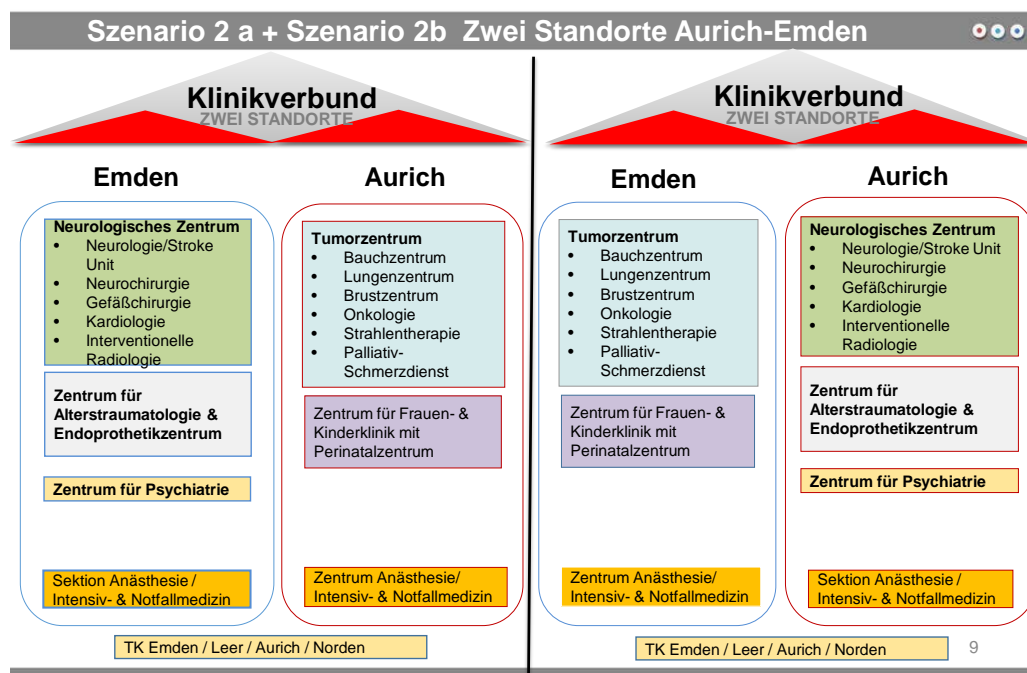 Szenario 2 a + Szenario 2b Zwei Standorte Aurich-Emden
Klinikverbund
ZWEI STANDORTE
Emden
Neurologisches Zentrum
• Neurologie/Stroke
Unit
• Neurochirurgie
• Gefäßchirurgie
• Kardiologie
• Interventionelle
Radiologie
Zentrum für
Alterstraumatologie &
Endoprothetikzentrum
Zentrum für Psychiatrie
Sektion Anästhesie /
Intensiv- & Notfallmedizin
Aurich
Tumorzentrum
• Bauchzentrum
• Lungenzentrum
• Brustzentrum
• Onkologie
• Strahlentherapie
• Palliativ-
Schmerzdienst
Zentrum für Frauen- &
Kinderklinik mit
Perinatalzentrum
Zentrum Anästhesie/
Intensiv- & Notfallmedizin
TK Emden / Leer / Aurich / Norden
Klinikverbund
ZWEI STANDORTE
Emden
Tumorzentrum
• Bauchzentrum
• Lungenzentrum
• Brustzentrum
• Onkologie
• Strahlentherapie
• Palliativ-
Schmerzdienst
Zentrum für Frauen- &
Kinderklinik mit
Perinatalzentrum
Zentrum Anästhesie/
Intensiv- & Notfallmedizin
Aurich
Neurologisches Zentrum
• Neurologie/Stroke Unit
• Neurochirurgie
• Gefäßchirurgie
• Kardiologie
• Interventionelle
Radiologie
Zentrum für
Alterstraumatologie &
Endoprothetikzentrum
Zentrum für Psychiatrie
Sektion Anästhesie /
Intensiv- & Notfallmedizin
TK Emden / Leer / Aurich / Norden
9